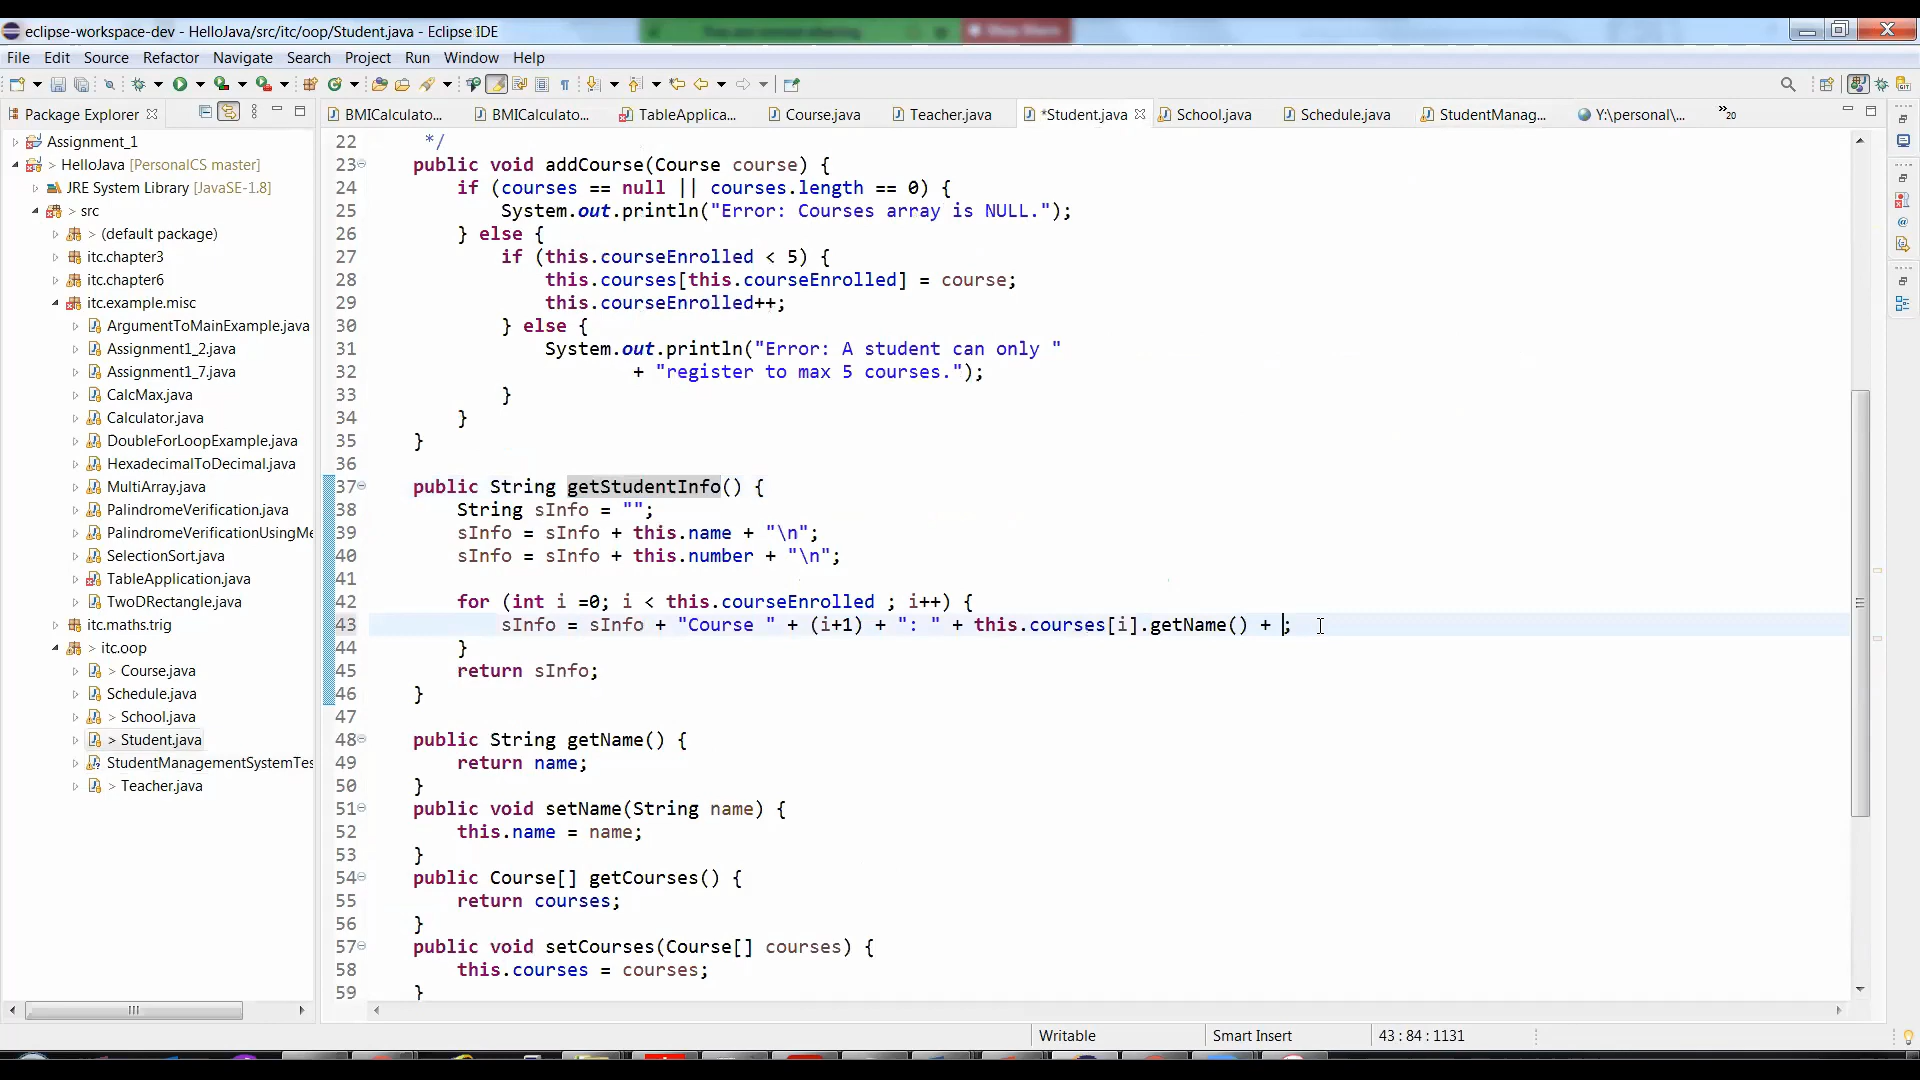 eclipse-workspace-dev - HelloJava/src/itc/oop/Student.java - Eclipse IDE
File Edit Source Refactor Navigate Search Project Run Window Help
Package Explorer
BMICalculato... BMICalculato... TableApplica... Course.java Teacher.java *Student.java School.java Schedule.java StudentManag... Y:\personal\... »20
Assignment_1
HelloJava [PersonalCS master]
JRE System Library [JavaSE-1.8]
> src
> (default package)
itc.chapter3
itc.chapter6
itc.example.misc
ArgumentToMainExample.java
Assignment1_2.java
Assignment1_7.java
CalcMax.java
Calculator.java
DoubleForLoopExample.java
HexadecimalToDecimal.java
MultiArray.java
PalindromeVerification.java
PalindromeVerificationUsingMe
SelectionSort.java
TableApplication.java
TwoDRectangle.java
itc.maths.trig
> itc.oop
> Course.java
Schedule.java
> School.java
> Student.java
StudentManagementSystemTes
> Teacher.java
22 */
23 public void addCourse(Course course) {
24 if (courses == null || courses.length == 0) {
25 System.out.println("Error: Courses array is NULL.");
26 } else {
27 if (this.courseEnrolled < 5) {
28 this.courses[this.courseEnrolled] = course;
29 this.courseEnrolled++;
30 } else {
31 System.out.println("Error: A student can only "
32 + "register to max 5 courses.");
33 }
34 }
35 }
36
37 public String getStudentInfo() {
38 String sInfo = "";
39 sInfo = sInfo + this.name + "\n";
40 sInfo = sInfo + this.number + "\n";
41
42 for (int i =0; i < this.courseEnrolled ; i++) {
43 sInfo = sInfo + "Course " + (i+1) + ": " + this.courses[i].getName() + ;
44 }
45 return sInfo;
46 }
47
48 public String getName() {
49 return name;
50 }
51 public void setName(String name) {
52 this.name = name;
53 }
54 public Course[] getCourses() {
55 return courses;
56 }
57 public void setCourses(Course[] courses) {
58 this.courses = courses;
59 }
Writable Smart Insert 43 : 84 : 1131